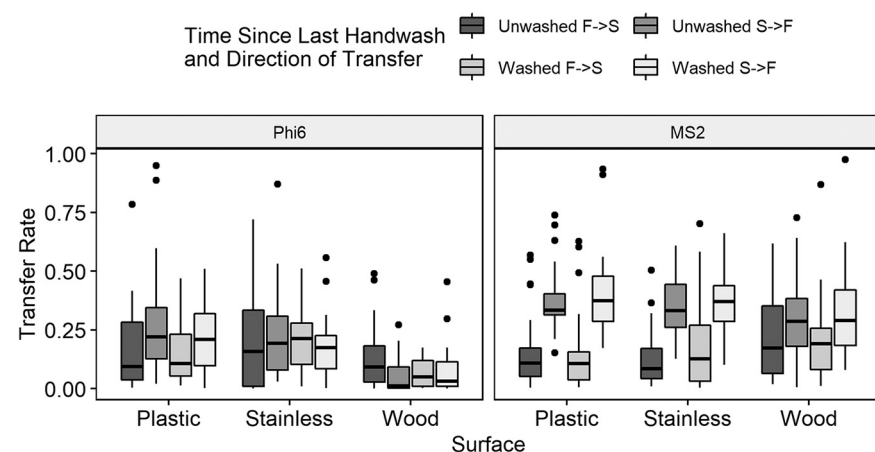 Time Since Last Handwash
and Direction of Transfer
Unwashed F->S
Unwashed S->F
Washed F->S
Washed S->F
Phi6
MS2
Transfer Rate
1.00
0.75
0.50
0.25
0.00
Plastic
Stainless
Wood
Plastic
Stainless
Wood
Surface